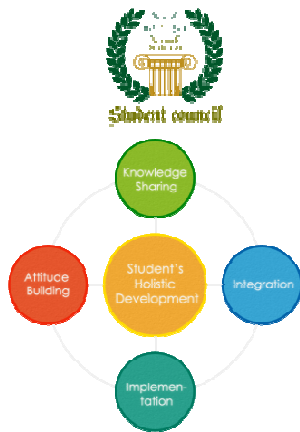 Student council
Knowledge
Sharing
Attitude
Building
Student's
Holistic
Development
Integration
Implemen-
tation